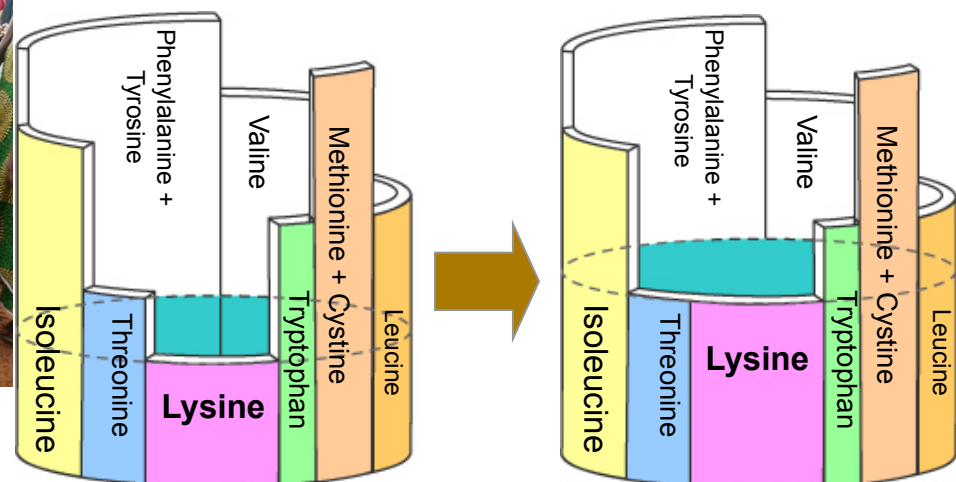 Phenylalanine +
Tyrosine
Valine
Methionine + Cystine
Isoleucine
Threonine
Lysine
Tryptophan
Leucine
Phenylalanine +
Tyrosine
Valine
Methionine + Cystine
Isoleucine
Threonine
Lysine
Tryptophan
Leucine